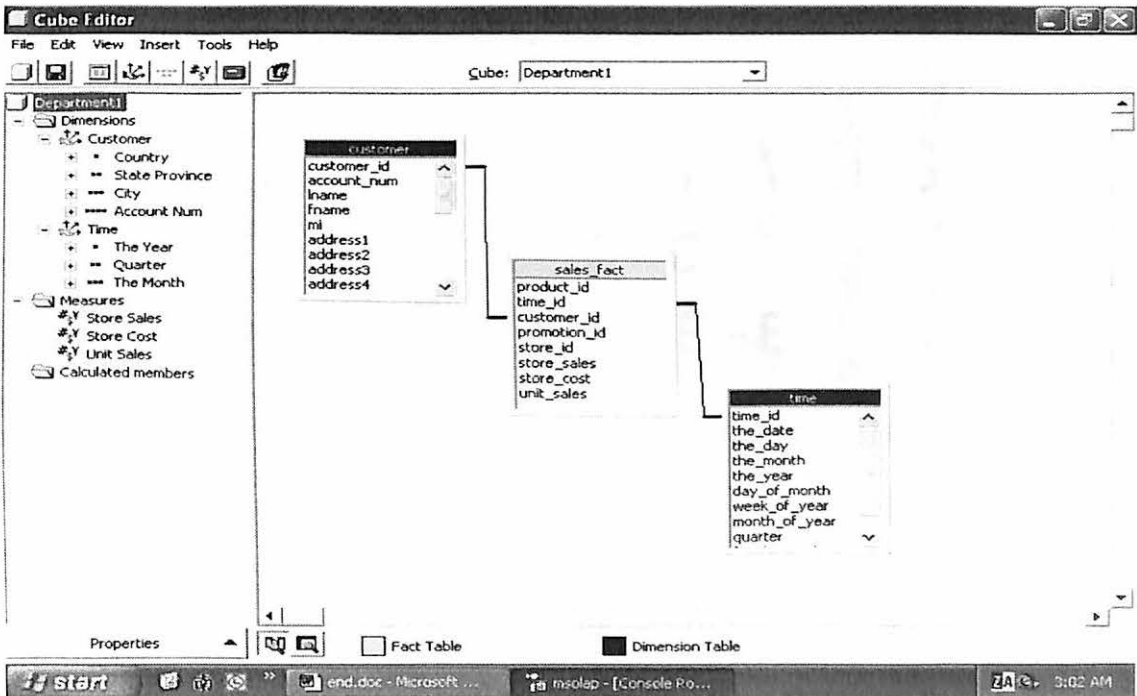 Cube Editor
File Edit View Insert Tools Help
Cube: Department1
Department1
Dimensions
Customer
Country
State Province
City
Account Num
Time
The Year
Quarter
The Month
Measures
Store Sales
Store Cost
Unit Sales
Calculated members
customer
customer_id
account_num
lname
fname
mi
address1
address2
address3
address4
sales_fact
product_id
time_id
customer_id
promotion_id
store_id
store_sales
store_cost
unit_sales
time
time_id
the_date
the_day
the_month
the_year
day_of_month
week_of_year
month_of_year
quarter
Properties
Fact Table
Dimension Table
start
end.doc - Microsoft ...
msolap - [Console Ro...
3:02 AM